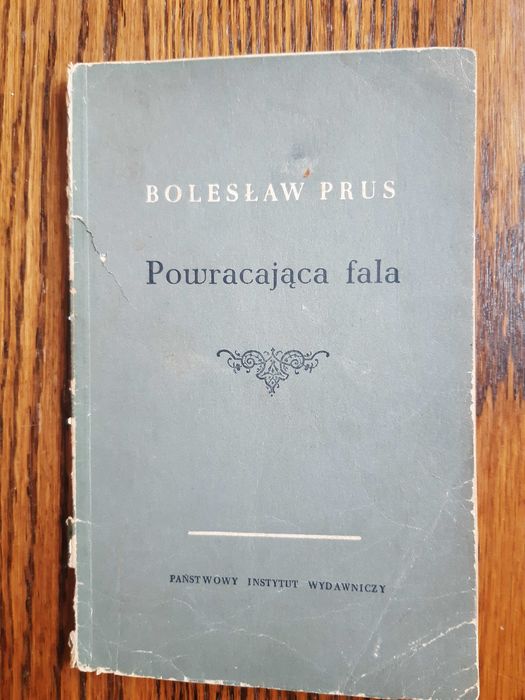 BOLESŁAW PRUS
Powracająca fala
PAŃSTWOWY INSTYTUT WYDAWNICZY